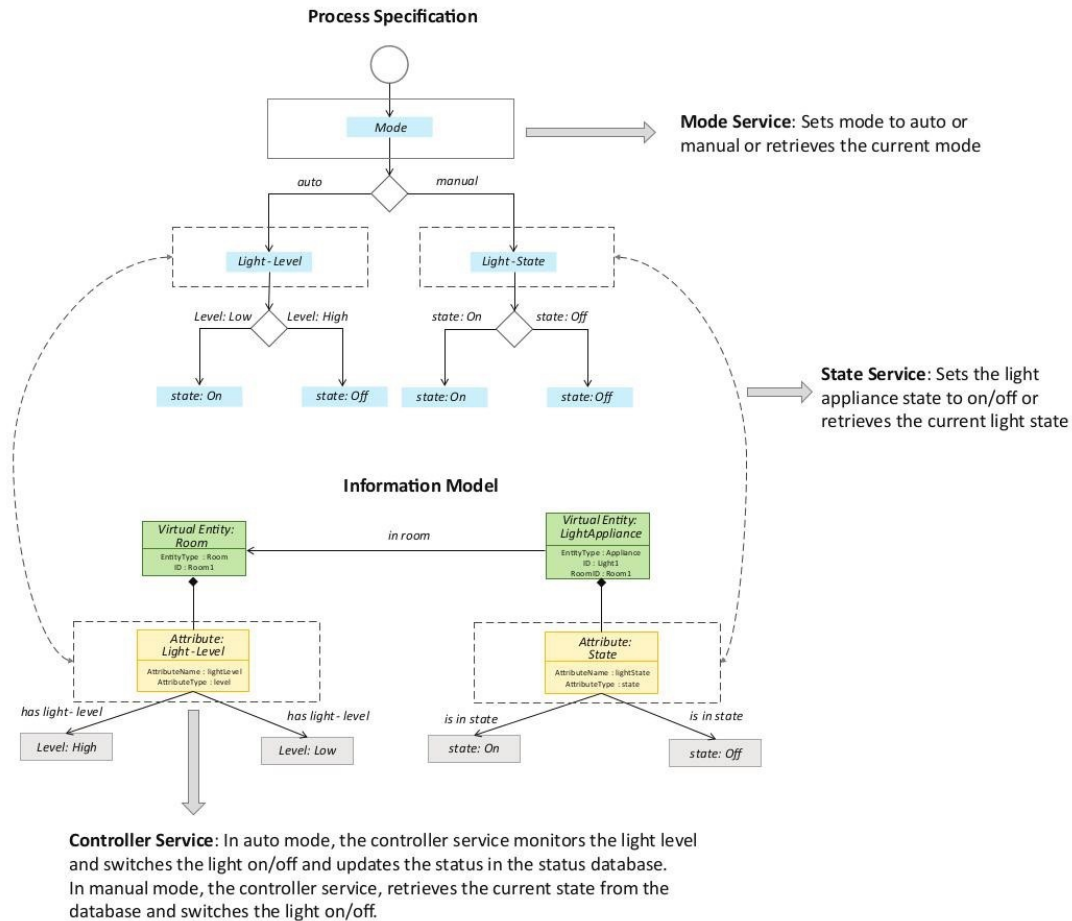 Process Specification
Mode
Mode Service: Sets mode to auto or
manual or retrieves the current mode
auto
manual
Light-Level
Light-State
Level: Low
Level: High
state: On
state: Off
state: On
state: Off
state: On
state: Off
State Service: Sets the light
appliance state to on/off or
retrieves the current light state
Information Model
Virtual Entity:
Room
EntityType : Room
ID : Room1
in room
Virtual Entity:
LightAppliance
EntityType : Appliance
ID : Light1
RoomID : Room1
Attribute:
Light-Level
AttributeName : lightLevel
AttributeType : level
Attribute:
State
AttributeName : lightState
AttributeType : state
has light- level
has light- level
is in state
is in state
Level: High
Level: Low
state: On
state: Off
Controller Service: In auto mode, the controller service monitors the light level
and switches the light on/off and updates the status in the status database.
In manual mode, the controller service, retrieves the current state from the
database and switches the light on/off.